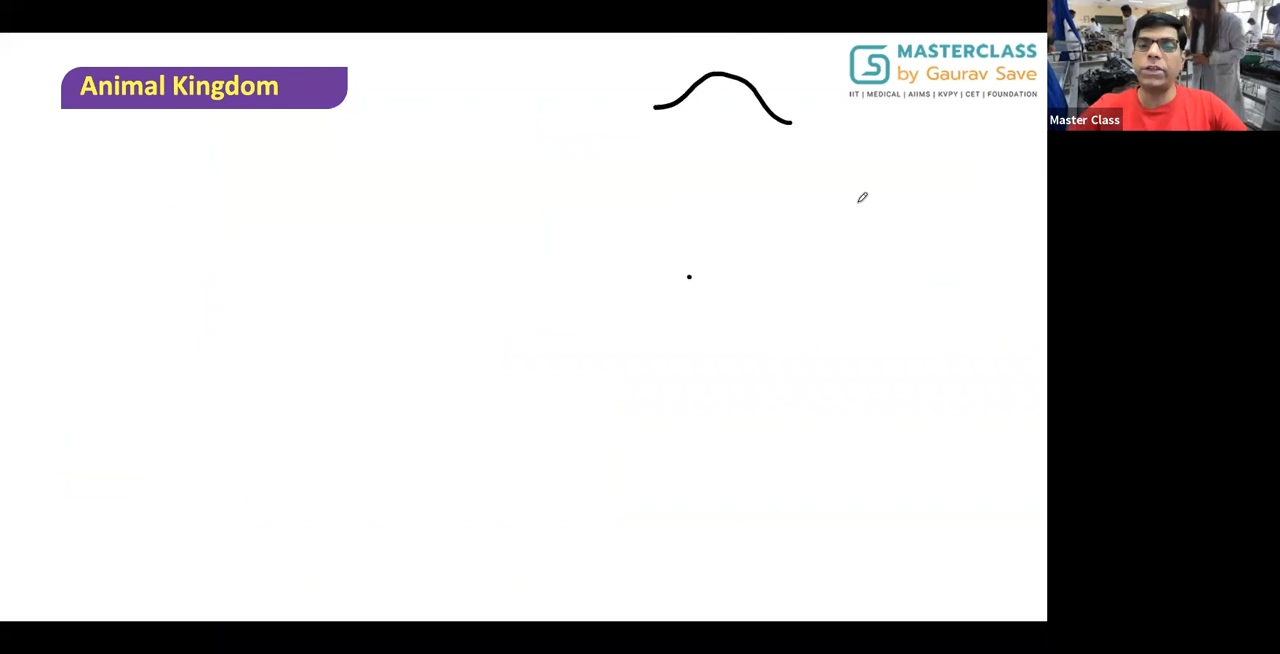 Animal Kingdom
MASTERCLASS
by Gaurav Save
IIT | MEDICAL | AIIMS | KVPY | CET | FOUNDATION
Master Class